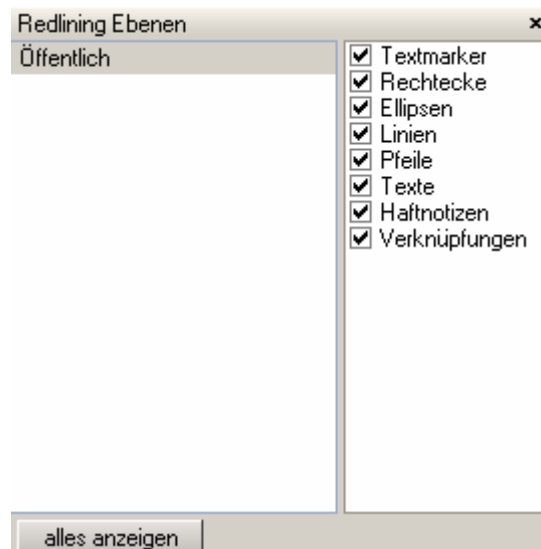 Redlining Ebenen
Öffentlich
Textmarker
Rechtecke
Ellipsen
Linien
Pfeile
Texte
Haftnotizen
Verknüpfungen
alles anzeigen